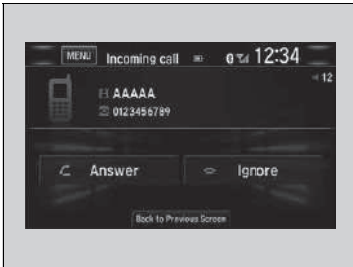 MENU Incoming call 12:34
12
AAAAA
0123456789
Answer Ignore
Back to Previous Screen